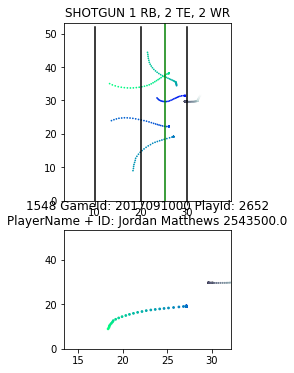 SHOTGUN 1 RB, 2 TE, 2 WR
50
40
30
20
10
0
10 20 30
1548 GameId: 2017091000 PlayId: 2652
PlayerName + ID: Jordan Matthews 2543500.0
40
20
0
15 20 25 30